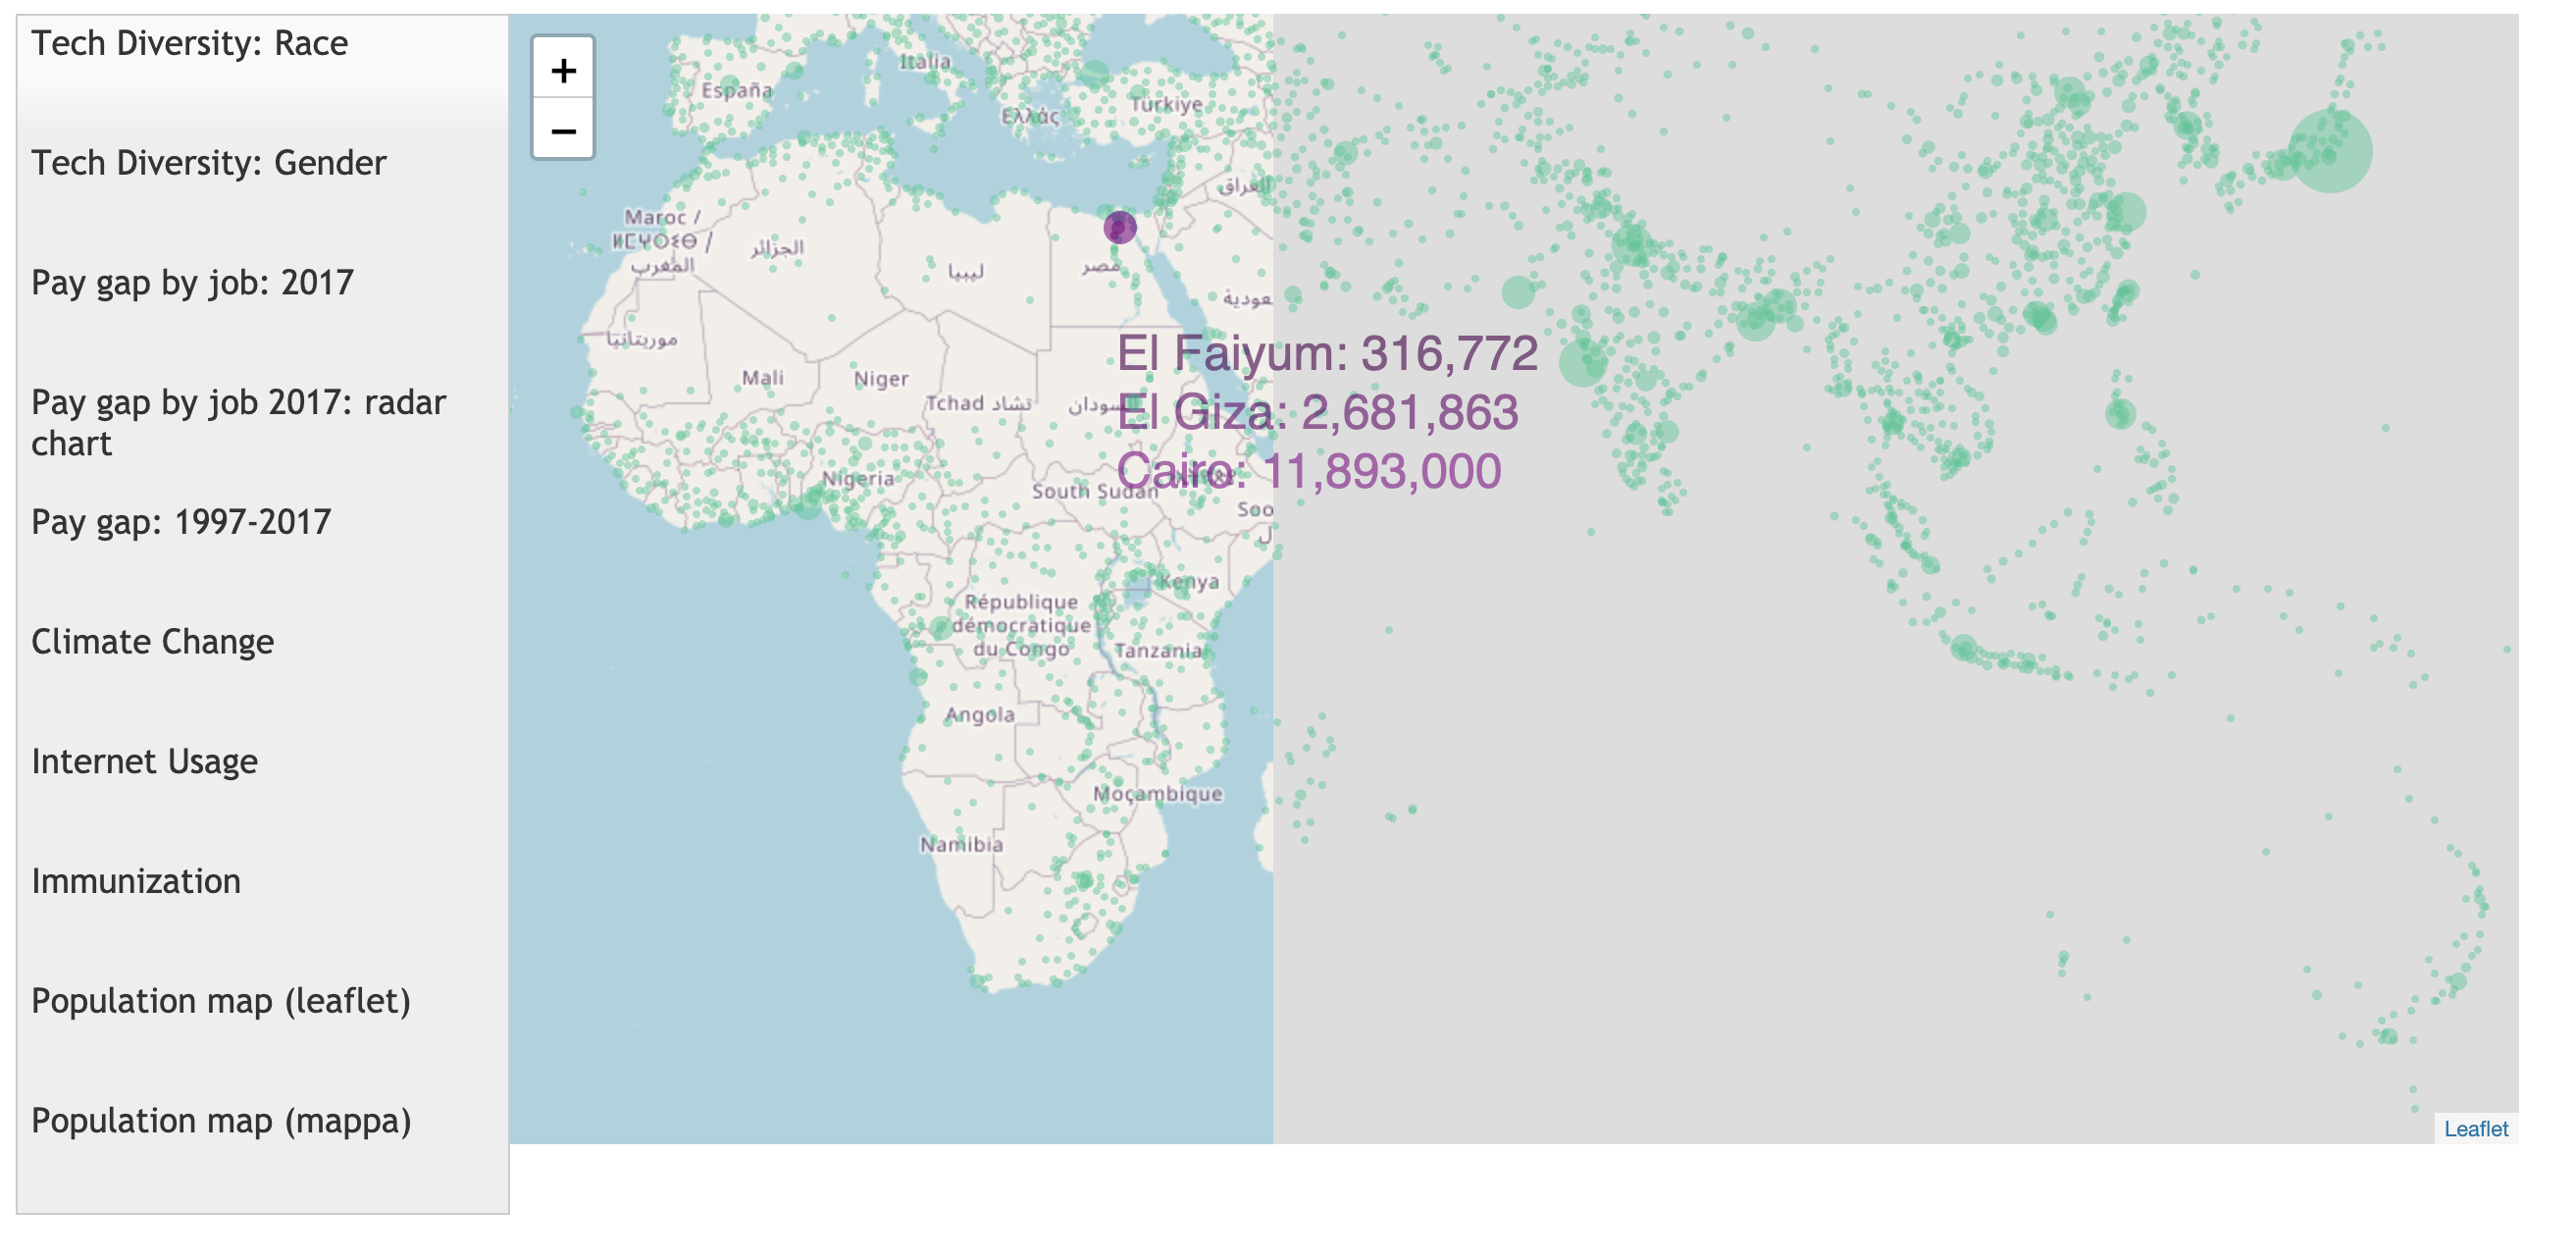 Tech Diversity: Race
Tech Diversity: Gender
Pay gap by job: 2017
Pay gap by job 2017: radar
chart
Pay gap: 1997-2017
Climate Change
Internet Usage
Immunization
Population map (leaflet)
Population map (mappa)
+
−
Italia
España
Türkiye
Ελλάς
العراق
Maroc /
ⵍⵎⵖⵔⵉⴱ /
المغرب
الجزائر
ليبيا
مصر
عودية
موريتانيا
El Faiyum: 316,772
Mali
Niger
Tchad تشاد
السودان
El Giza: 2,681,863
Cairo: 11,893,000
Nigeria
South Sudan
Soo
ل
Kenya
République
démocratique
du Congo
Tanzania
Angola
Moçambique
Namibia
Leaflet